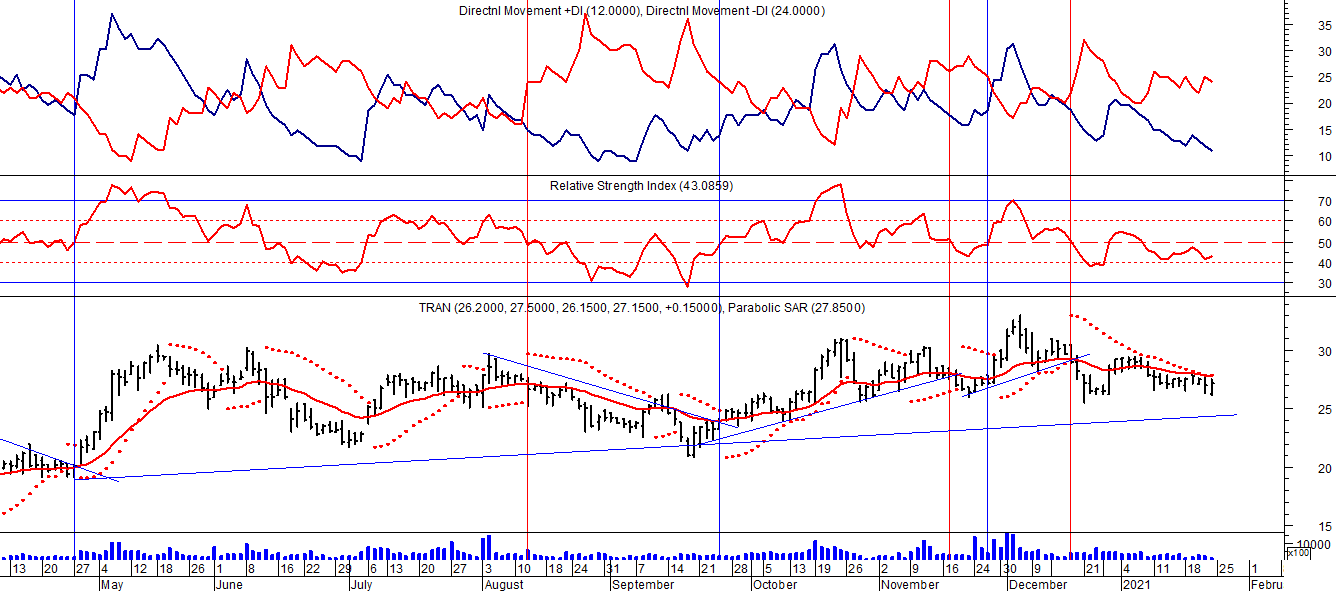 Directnl Movement +DI (12.0000), Directnl Movement -DI (24.0000)
35
30
25
20
15
10
Relative Strength Index (43.0859)
70
60
50
40
30
TRAN (26.2000, 27.5000, 26.1500, 27.1500, +0.15000), Parabolic SAR (27.8500)
30
25
20
15
10000
x100
13 20 27 4 12 18 26 1 8 16 22 29 6 13 20 27 3 10 18 24 31 7 14 21 28 5 13 19 26 2 9 16 24 30 9 21 4 11 18 25 1
May June July August September October November December 2021 Febru